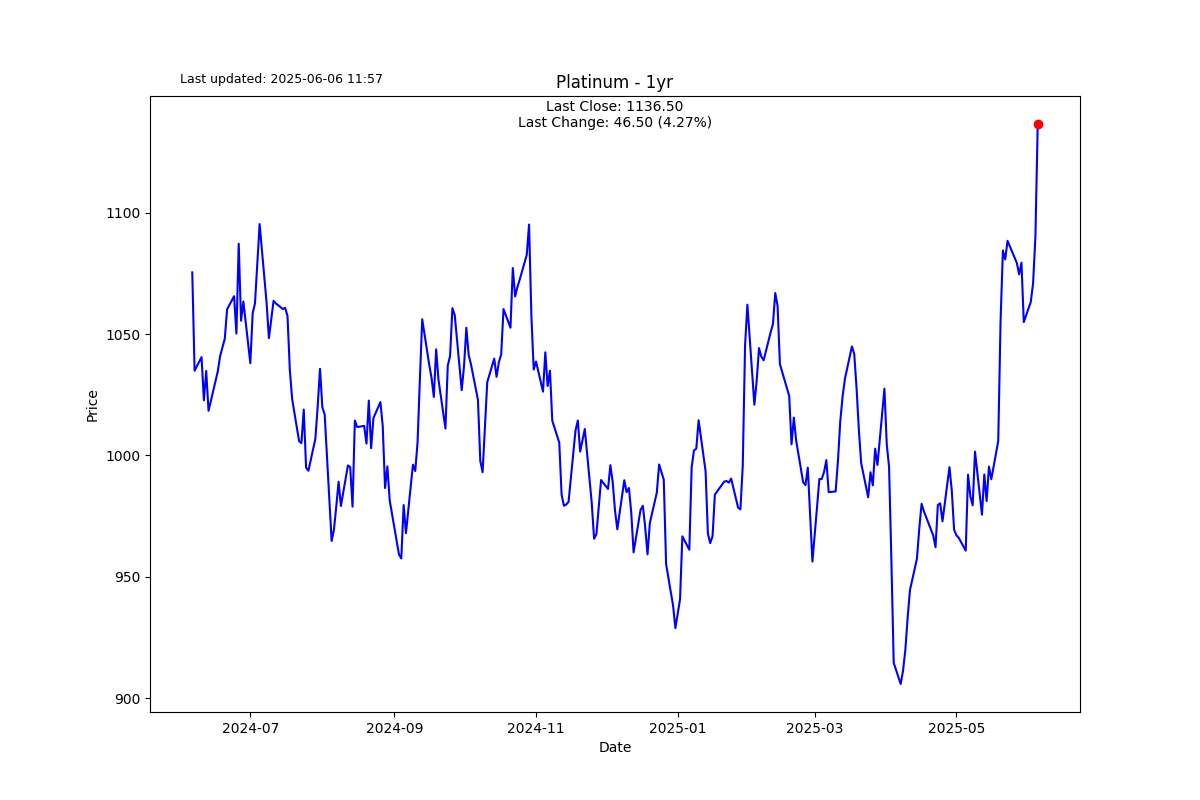 Last updated: 2025-06-06 11:57
Platinum - 1yr
Last Close: 1136.50
Last Change: 46.50 (4.27%)
Price
1100
1050
1000
950
900
2024-07
2024-09
2024-11
2025-01
2025-03
2025-05
Date